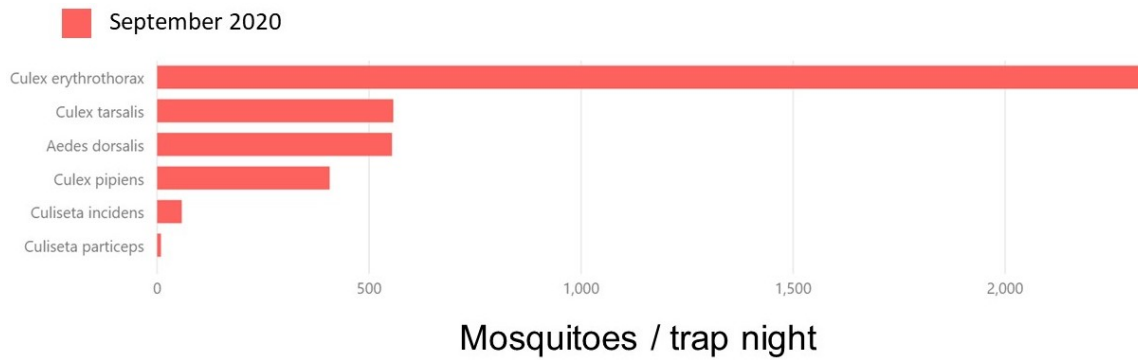 September 2020
Culex erythrothorax
Culex tarsalis
Aedes dorsalis
Culex pipiens
Culiseta incidens
Culiseta particeps
0 500 1,000 1,500 2,000
Mosquitoes / trap night